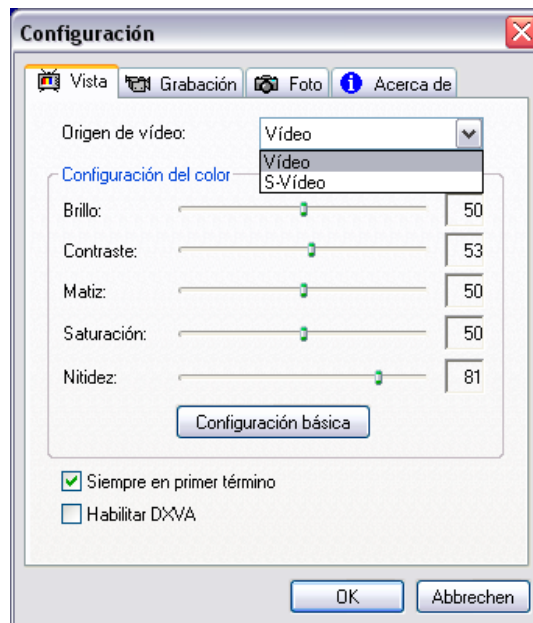 Configuración
Vista Grabación Foto Acerca de
Origen de vídeo: Vídeo
Vídeo
S-Vídeo
Configuración del color
Brillo: 50
Contraste: 53
Matiz: 50
Saturación: 50
Nitidez: 81
Configuración básica
Siempre en primer término
Habilitar DXVA
OK Abbrechen